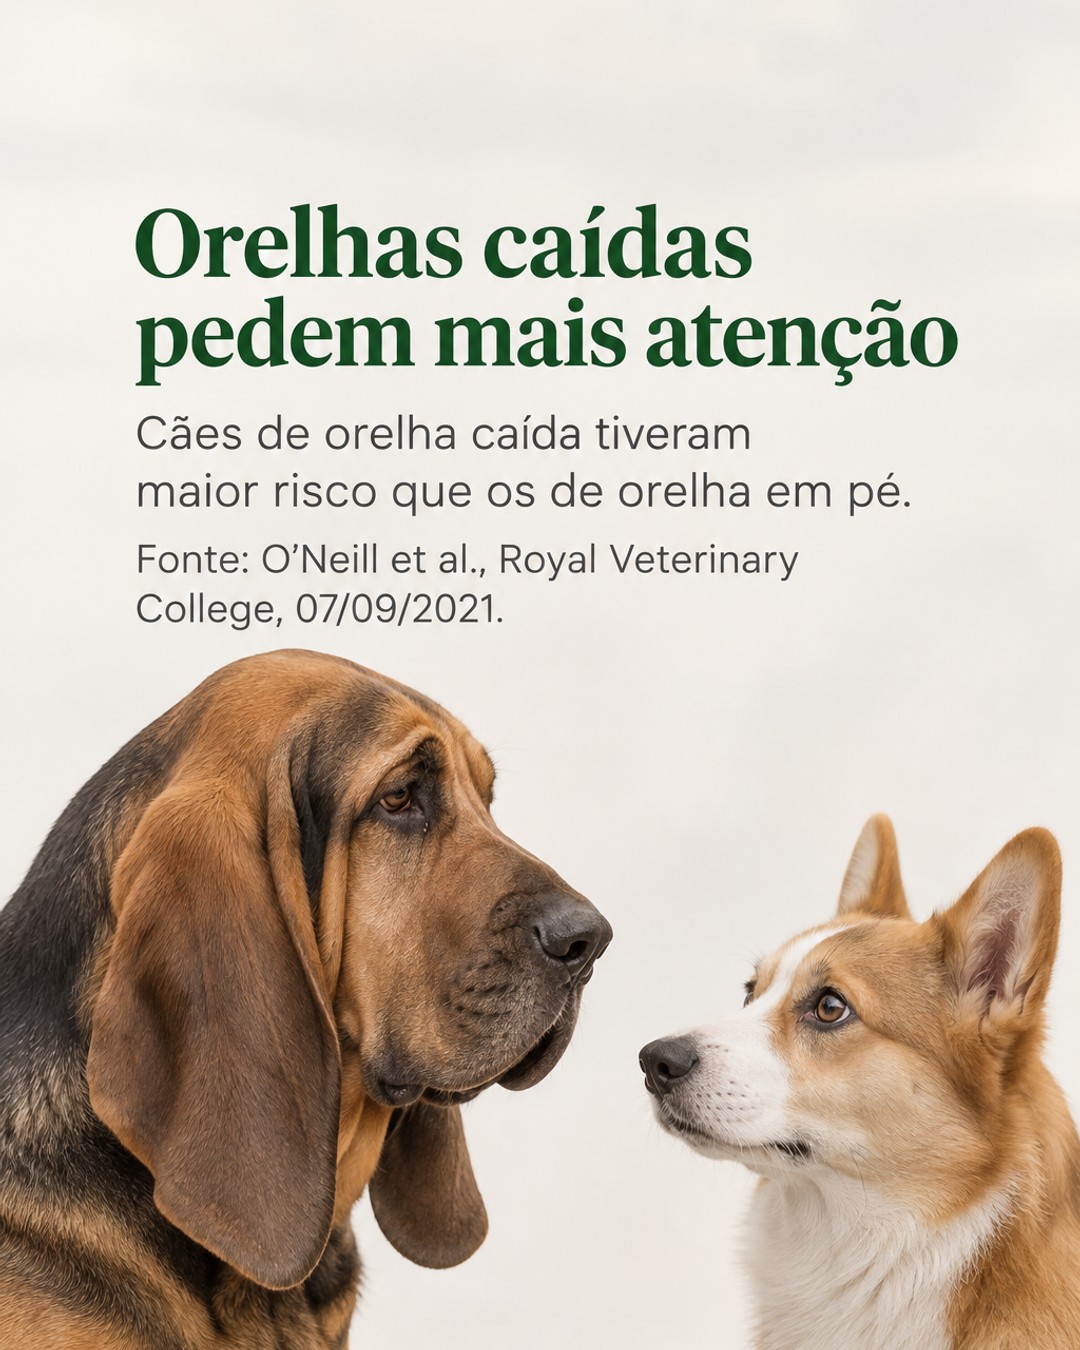 Orelhas caídas
pedem mais atenção
Cães de orelha caída tiveram
maior risco que os de orelha em pé.
Fonte: O’Neill et al., Royal Veterinary
College, 07/09/2021.